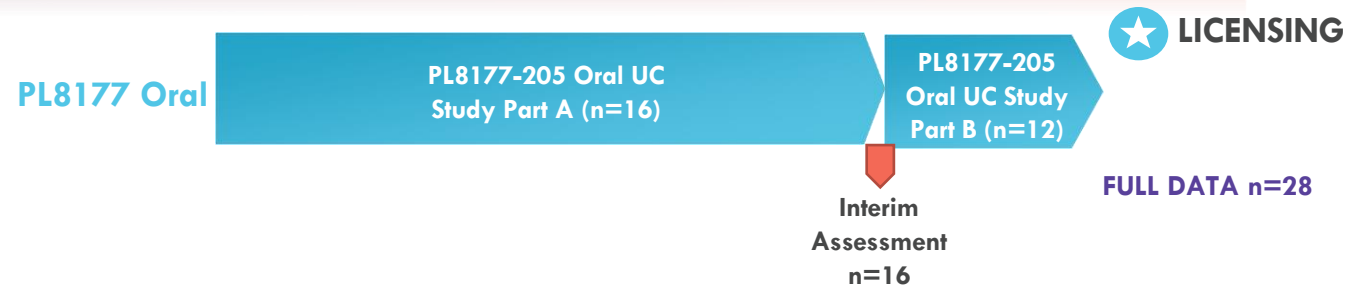 LICENSING
PL8177 Oral
PL8177-205 Oral UC
Study Part A (n=16)
PL8177-205
Oral UC Study
Part B (n=12)
FULL DATA n=28
Interim
Assessment
n=16